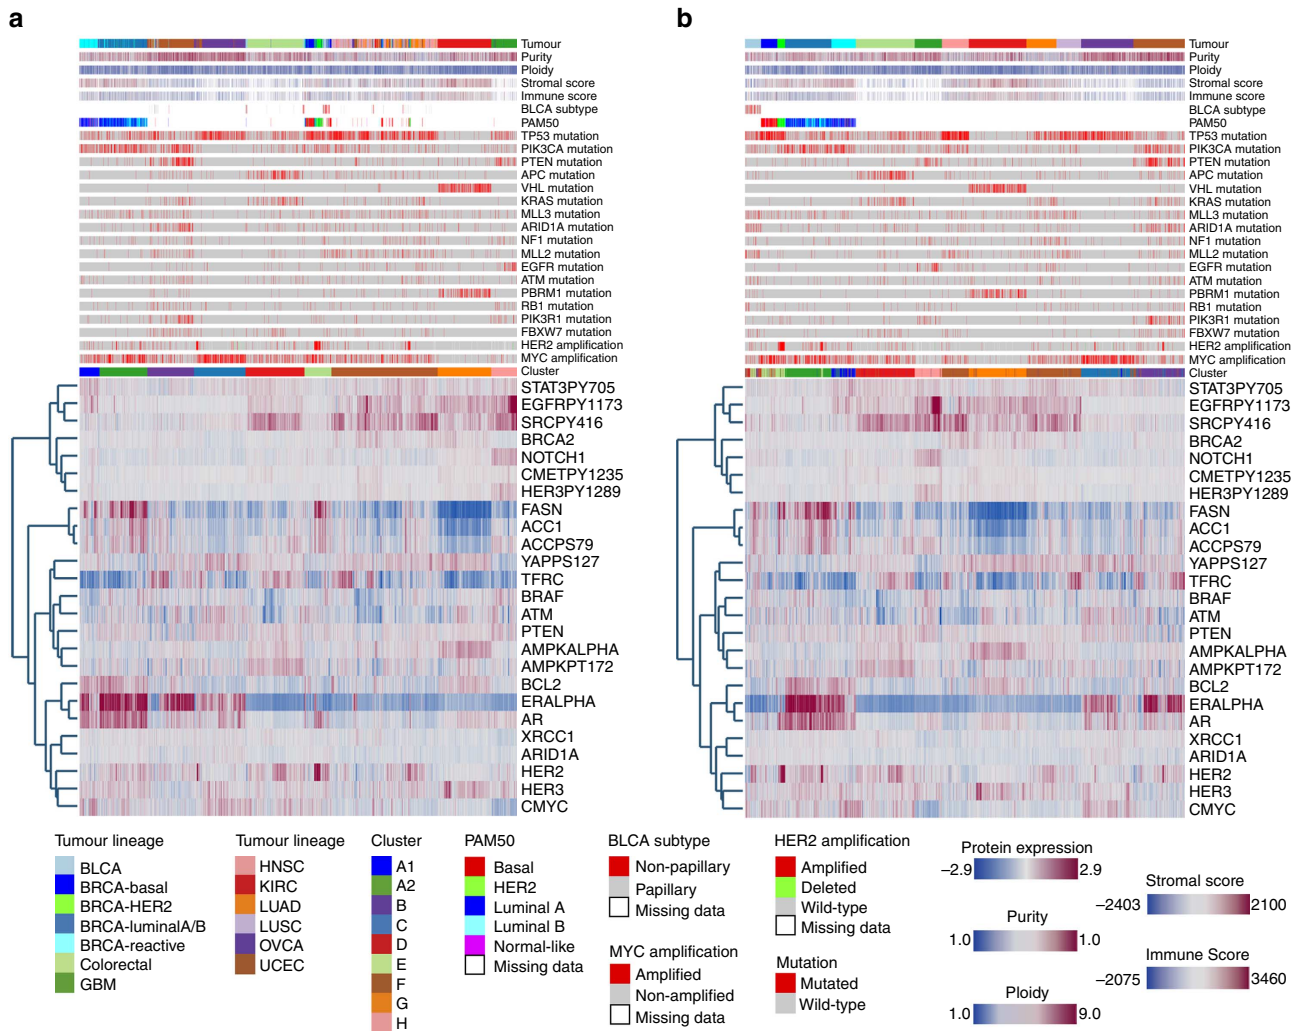 a
Tumour
Purity
Ploidy
Stromal score
Immune score
BLCA subtype
PAM50
TP53 mutation
PIK3CA mutation
PTEN mutation
APC mutation
VHL mutation
KRAS mutation
MLL3 mutation
ARID1A mutation
NF1 mutation
MLL2 mutation
EGFR mutation
ATM mutation
PBRM1 mutation
RB1 mutation
PIK3R1 mutation
FBXW7 mutation
HER2 amplification
MYC amplification
Cluster
STAT3PY705
EGFRPY1173
SRCPY416
BRCA2
NOTCH1
CMETPY1235
HER3PY1289
FASN
ACC1
ACCPS79
YAPPS127
TFRC
BRAF
ATM
PTEN
AMPKALPHA
AMPKPT172
BCL2
ERALPHA
AR
XRCC1
ARID1A
HER2
HER3
CMYC
b
Tumour
Purity
Ploidy
Stromal score
Immune score
BLCA subtype
PAM50
TP53 mutation
PIK3CA mutation
PTEN mutation
APC mutation
VHL mutation
KRAS mutation
MLL3 mutation
ARID1A mutation
NF1 mutation
MLL2 mutation
EGFR mutation
ATM mutation
PBRM1 mutation
RB1 mutation
PIK3R1 mutation
FBXW7 mutation
HER2 amplification
MYC amplification
Cluster
STAT3PY705
EGFRPY1173
SRCPY416
BRCA2
NOTCH1
CMETPY1235
HER3PY1289
FASN
ACC1
ACCPS79
YAPPS127
TFRC
BRAF
ATM
PTEN
AMPKALPHA
AMPKPT172
BCL2
ERALPHA
AR
XRCC1
ARID1A
HER2
HER3
CMYC
Tumour lineage
BLCA
BRCA-basal
BRCA-HER2
BRCA-luminalA/B
BRCA-reactive
Colorectal
GBM
Tumour lineage
HNSC
KIRC
LUAD
LUSC
OVCA
UCEC
Cluster
A1
A2
B
C
D
E
F
G
H
PAM50
Basal
HER2
Luminal A
Luminal B
Normal-like
Missing data
BLCA subtype
Non-papillary
Papillary
Missing data
MYC amplification
Amplified
Non-amplified
Missing data
HER2 amplification
Amplified
Deleted
Wild-type
Missing data
Mutation
Mutated
Wild-type
Protein expression
−2.9 2.9
Purity
1.0 1.0
Ploidy
1.0 9.0
Stromal score
−2403 2100
Immune Score
−2075 3460